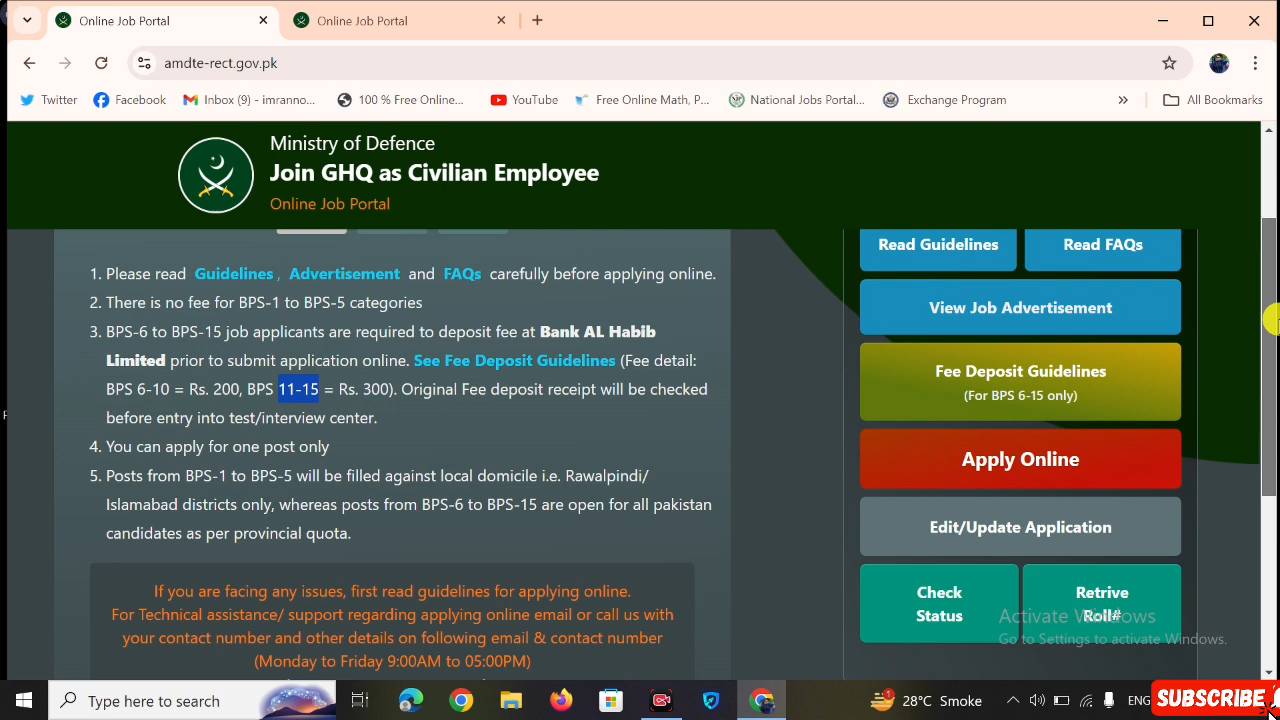 Online Job Portal
Online Job Portal
amdte-rect.gov.pk
Twitter
Facebook
Inbox (9) - imranno...
100 % Free Online...
YouTube
Free Online Math, P...
National Jobs Portal...
Exchange Program
All Bookmarks
Ministry of Defence
Join GHQ as Civilian Employee
Online Job Portal
1. Please read Guidelines , Advertisement and FAQs carefully before applying online.
2. There is no fee for BPS-1 to BPS-5 categories
3. BPS-6 to BPS-15 job applicants are required to deposit fee at Bank AL Habib
Limited prior to submit application online. See Fee Deposit Guidelines (Fee detail:
BPS 6-10 = Rs. 200, BPS 11-15 = Rs. 300). Original Fee deposit receipt will be checked
before entry into test/interview center.
4. You can apply for one post only
5. Posts from BPS-1 to BPS-5 will be filled against local domicile i.e. Rawalpindi/
Islamabad districts only, whereas posts from BPS-6 to BPS-15 are open for all pakistan
candidates as per provincial quota.
If you are facing any issues, first read guidelines for applying online.
For Technical assistance/ support regarding applying online email or call us with
your contact number and other details on following email & contact number
(Monday to Friday 9:00AM to 05:00PM)
Read Guidelines
Read FAQs
View Job Advertisement
Fee Deposit Guidelines
(For BPS 6-15 only)
Apply Online
Edit/Update Application
Check
Status
Retrive
Roll#
Activate Windows
Go to Settings to activate Windows.
Type here to search
28°C Smoke
ENG
SUBSCRIBE